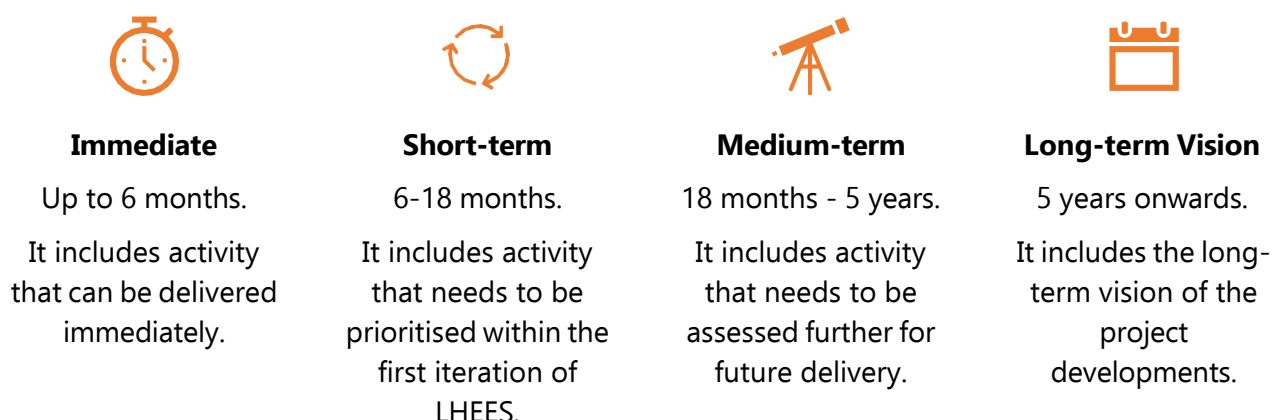 Immediate
Up to 6 months.
It includes activity
that can be delivered
immediately.
Short-term
6-18 months.
It includes activity
that needs to be
prioritised within the
first iteration of
LHEES.
Medium-term
18 months - 5 years.
It includes activity
that needs to be
assessed further for
future delivery.
Long-term Vision
5 years onwards.
It includes the long-
term vision of the
project
developments.